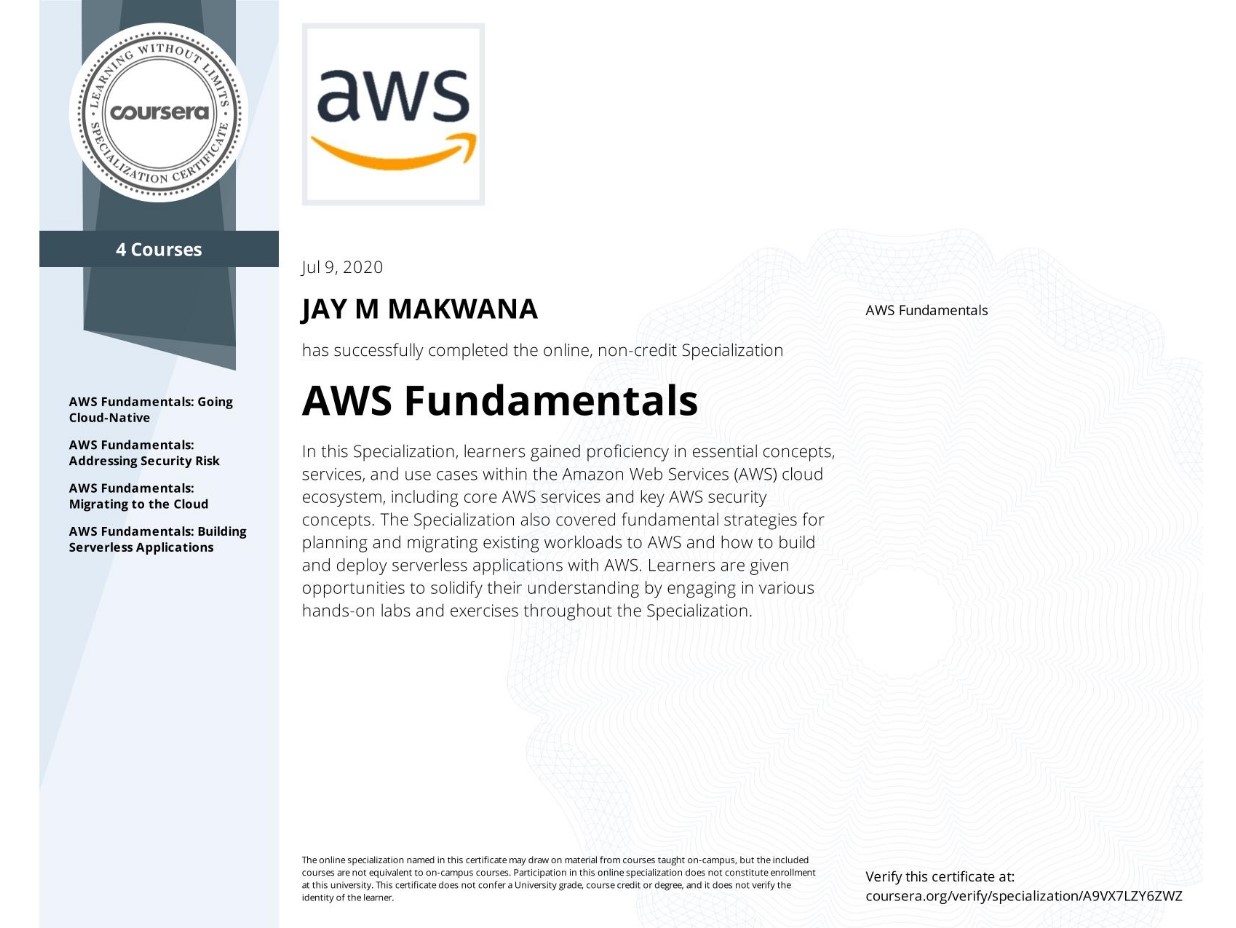 LEARNING WITHOUT LIMITS
coursera
SPECIALIZATION CERTIFICATE
4 Courses
AWS Fundamentals: Going
Cloud-Native
AWS Fundamentals:
Addressing Security Risk
AWS Fundamentals:
Migrating to the Cloud
AWS Fundamentals: Building
Serverless Applications
aws
Jul 9, 2020
JAY M MAKWANA
has successfully completed the online, non-credit Specialization
AWS Fundamentals
In this Specialization, learners gained proficiency in essential concepts,
services, and use cases within the Amazon Web Services (AWS) cloud
ecosystem, including core AWS services and key AWS security
concepts. The Specialization also covered fundamental strategies for
planning and migrating existing workloads to AWS and how to build
and deploy serverless applications with AWS. Learners are given
opportunities to solidify their understanding by engaging in various
hands-on labs and exercises throughout the Specialization.
AWS Fundamentals
The online specialization named in this certificate may draw on material from courses taught on-campus, but the included
courses are not equivalent to on-campus courses. Participation in this online specialization does not constitute enrollment
at this university. This certificate does not confer a University grade, course credit or degree, and it does not verify the
identity of the learner.
Verify this certificate at:
coursera.org/verify/specialization/A9VX7LZY6ZWZ